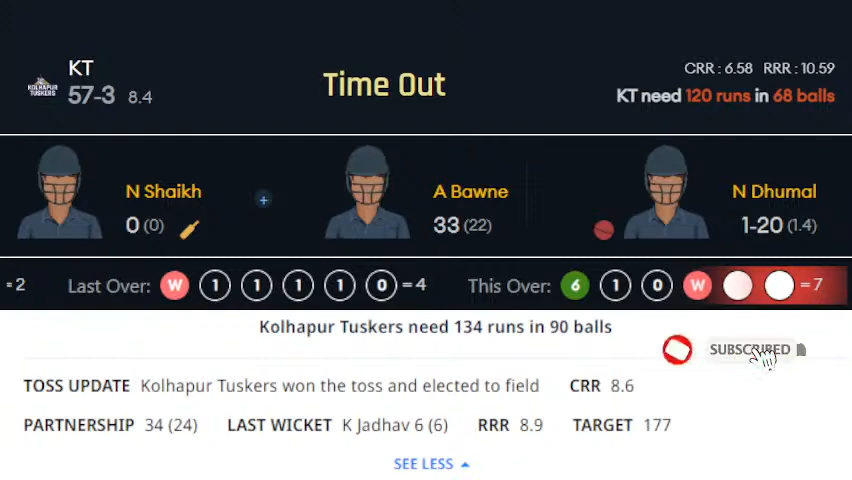 KT
57-3 8.4
KOLHAPUR
TUSKERS
Time Out
CRR : 6.58 RRR : 10.59
KT need 120 runs in 68 balls
N Shaikh
0 (0)
A Bawne
33 (22)
N Dhumal
1-20 (1.4)
= 2 Last Over: W 1 1 1 1 0 = 4 This Over: 6 1 0 W = 7
Kolhapur Tuskers need 134 runs in 90 balls
SUBSCRIBED
TOSS UPDATE Kolhapur Tuskers won the toss and elected to field CRR 8.6
PARTNERSHIP 34 (24) LAST WICKET K Jadhav 6 (6) RRR 8.9 TARGET 177
SEE LESS